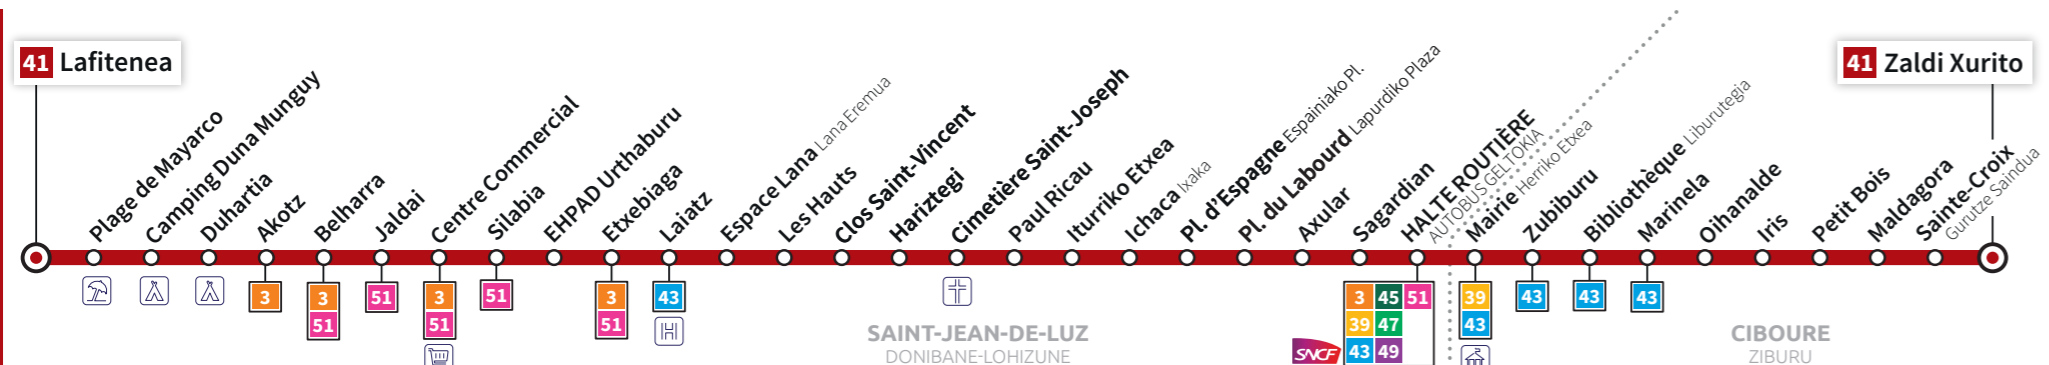 41 Lafitenea
Plage de Mayarco
Camping Duna Munguy
Duhartia
Akotz
Belharra
Jaldai
Centre Commercial
Silabia
EHPAD Urthaburu
Etxebiaga
Laiatz
Espace Lana Lana Eremua
Les Hauts
Clos Saint-Vincent
Hariztegi
Cimetière Saint-Joseph
Paul Ricau
Iturriko Etxea
Ichaca Ixaka
Pl. d'Espagne Espainiako Pl.
Pl. du Labourd Lapurdiko Plaza
Axular
Sagardian
HALTE ROUTIÈRE
AUTOBUS GELTOKIA
Mairie Herriko Etxea
Zubiburu
Bibliothèque Liburutegia
Marinela
Oihanalde
Iris
Petit Bois
Maldagora
Sainte-Croix
Gurutze Saindua
41 Zaldi Xurito
3
3
51
51
3
51
51
3
51
43
3 45 51
39 47
SNCF 43 49
39
43
43
43
43
SAINT-JEAN-DE-LUZ
DONIBANE-LOHIZUNE
CIBOURE
ZIBURU